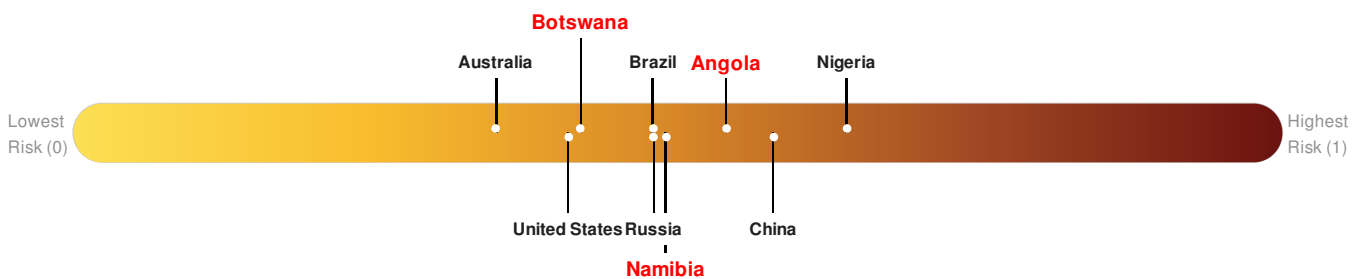 Botswana
Australia
Brazil
Angola
Nigeria
Lowest
Risk (0)
Highest
Risk (1)
United States
Russia
China
Namibia